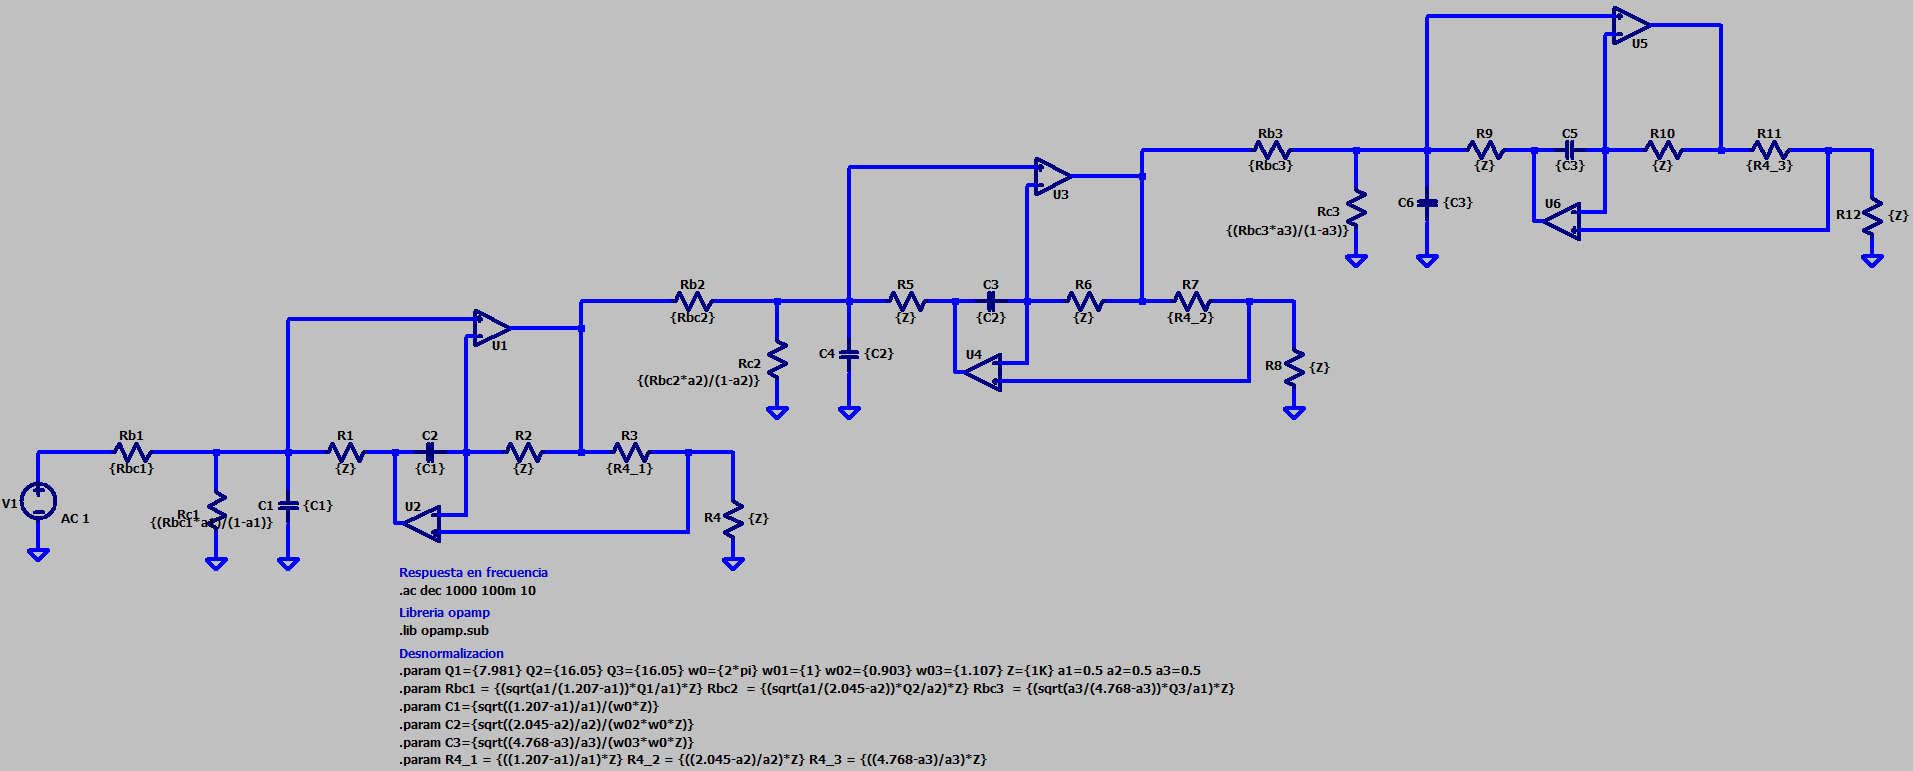 U5
Rb3
{Rbc3}
R9
{Z}
C5
{C3}
R10
{Z}
R11
{R4_3}
U3
Rc3
{(Rbc3*a3)/(1-a3)}
C6
{C3}
U6
R12
{Z}
Rb2
{Rbc2}
R5
{Z}
C3
{C2}
R6
{Z}
R7
{R4_2}
U1
Rc2
{(Rbc2*a2)/(1-a2)}
C4
{C2}
U4
R8
{Z}
Rb1
{Rbc1}
R1
{Z}
C2
{C1}
R2
{Z}
R3
{R4_1}
V1
AC 1
Rc1
{(Rbc1*a1)/(1-a1)}
C1
{C1}
U2
R4
{Z}
Respuesta en frecuencia
.ac dec 1000 100m 10
Libreria opamp
.lib opamp.sub
Desnormalizacion
.param Q1={7.981} Q2={16.05} Q3={16.05} w0={2*pi} w01={1} w02={0.903} w03={1.107} Z={1K} a1=0.5 a2=0.5 a3=0.5
.param Rbc1 = {(sqrt(a1/(1.207-a1))*Q1/a1)*Z} Rbc2 = {(sqrt(a1/(2.045-a2))*Q2/a2)*Z} Rbc3 = {(sqrt(a3/(4.768-a3))*Q3/a1)*Z}
.param C1={sqrt((1.207-a1)/a1)/(w0*Z)}
.param C2={sqrt((2.045-a2)/a2)/(w02*w0*Z)}
.param C3={sqrt((4.768-a3)/a3)/(w03*w0*Z)}
.param R4_1 = {((1.207-a1)/a1)*Z} R4_2 = {((2.045-a2)/a2)*Z} R4_3 = {((4.768-a3)/a3)*Z}